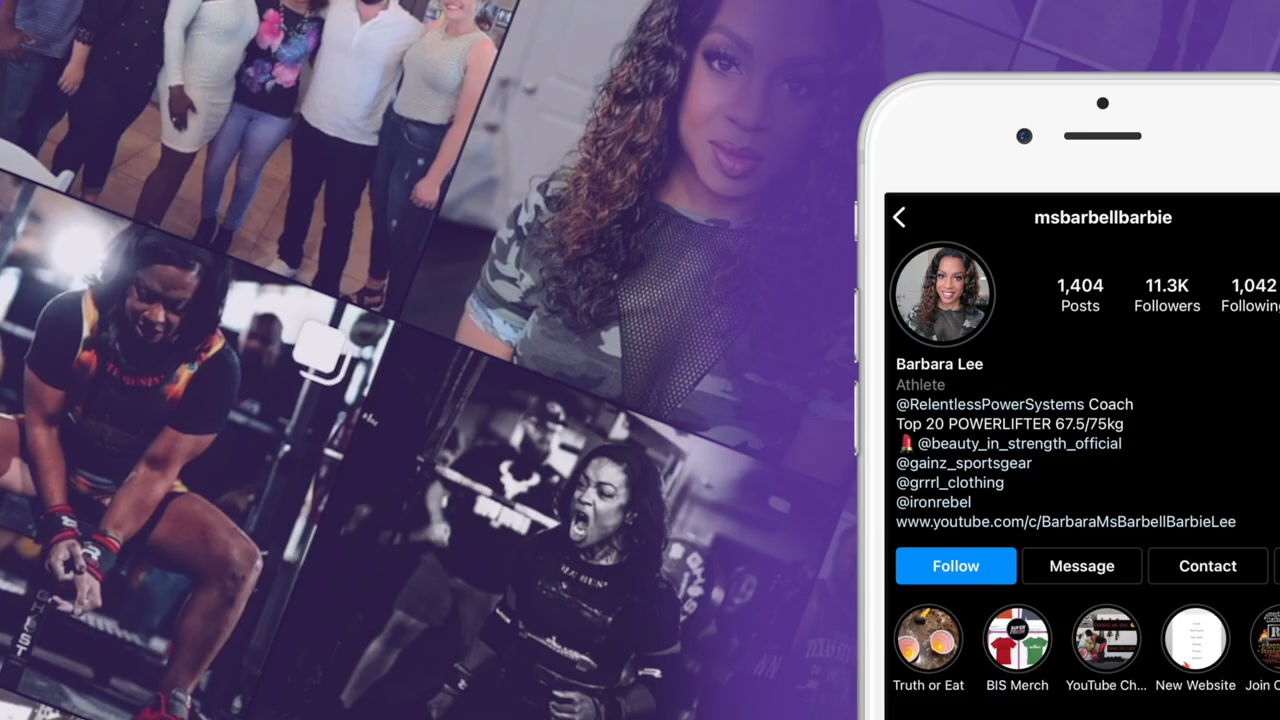 msbarbellbarbie
1,404
11.3K
1,042
Posts
Followers
Following
Barbara Lee
Athlete
@RelentlessPowerSystems Coach
Top 20 POWERLIFTER 67.5/75kg
💄 @beauty_in_strength_official
@gainz_sportsgear
@grrrl_clothing
@ironrebel
www.youtube.com/c/BarbaraMsBarbellBarbieLee
Follow
Message
Contact
Truth or Eat
BIS Merch
YouTube Ch...
New Website
Join